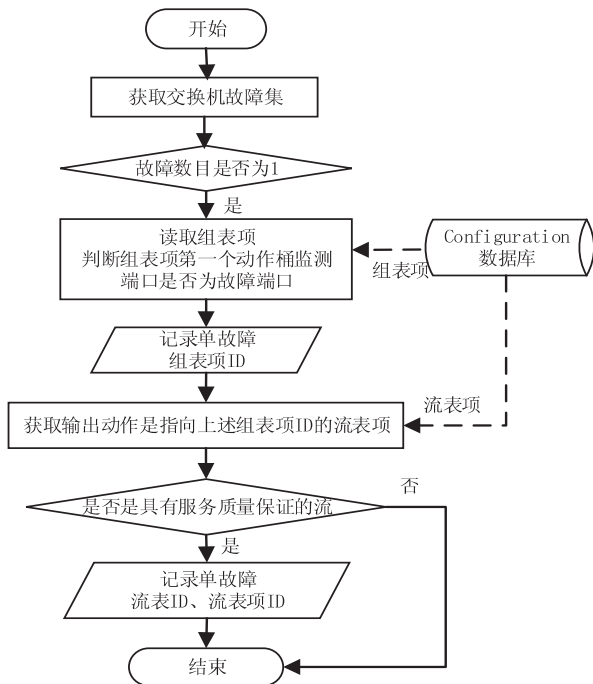 开始
获取交换机故障集
故障数目是否为1
是
读取组表项
判断组表项第一个动作桶监测
端口是否为故障端口
Configuration
数据库
组表项
记录单故障
组表项ID
流表项
获取输出动作是指向上述组表项ID的流表项
否
是否是具有服务质量保证的流
是
记录单故障
流表ID、流表项ID
结束